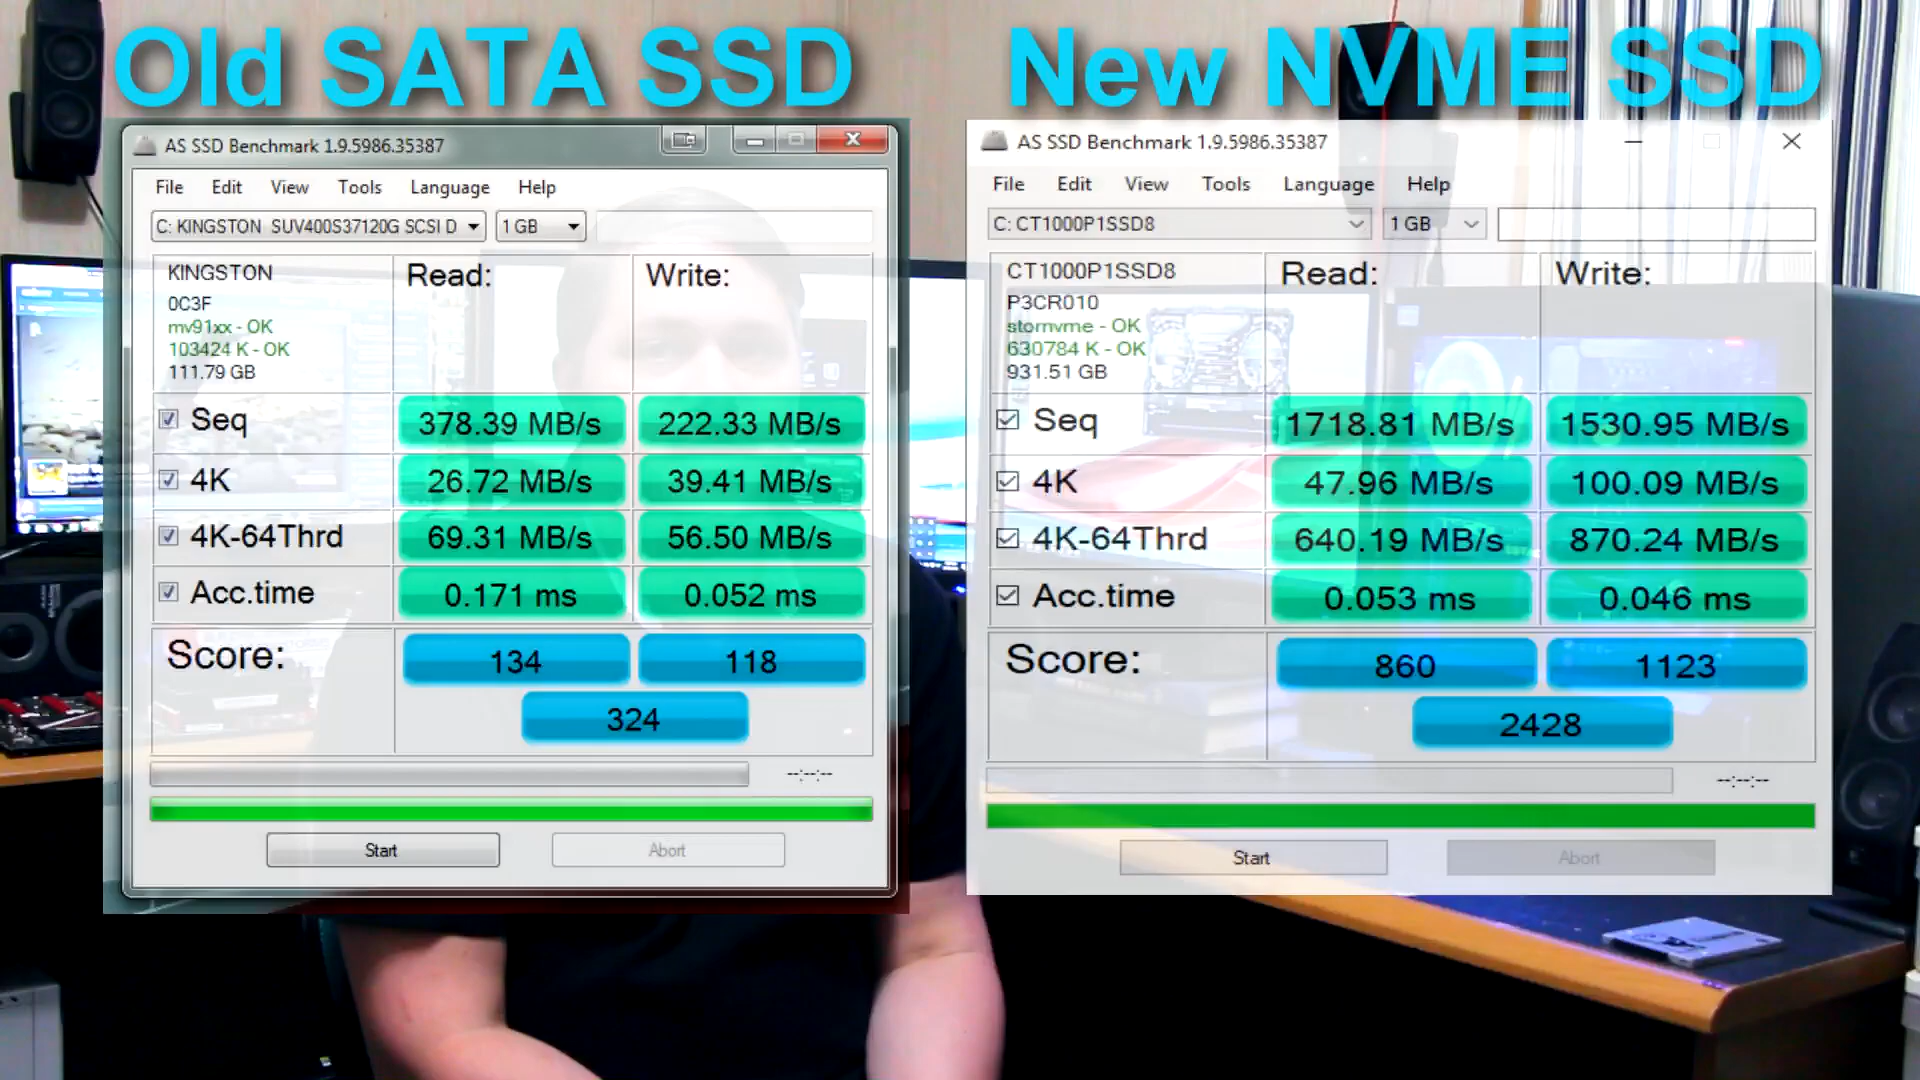 Old SATA SSD
AS SSD Benchmark 1.9.5986.35387
File Edit View Tools Language Help
C: KINGSTON SUV400S37120G SCSI D 1 GB
KINGSTON
0C3F
mv91xx - OK
103424 K - OK
111.79 GB
Read: Write:
Seq 378.39 MB/s 222.33 MB/s
4K 26.72 MB/s 39.41 MB/s
4K-64Thrd 69.31 MB/s 56.50 MB/s
Acc.time 0.171 ms 0.052 ms
Score: 134 118
324
--:--:--
Start Abort
New NVME SSD
AS SSD Benchmark 1.9.5986.35387
File Edit View Tools Language Help
C: CT1000P1SSD8 1 GB
CT1000P1SSD8
P3CR010
stornvme - OK
630784 K - OK
931.51 GB
Read: Write:
Seq 1718.81 MB/s 1530.95 MB/s
4K 47.96 MB/s 100.09 MB/s
4K-64Thrd 640.19 MB/s 870.24 MB/s
Acc.time 0.053 ms 0.046 ms
Score: 860 1123
2428
--:--:--
Start Abort